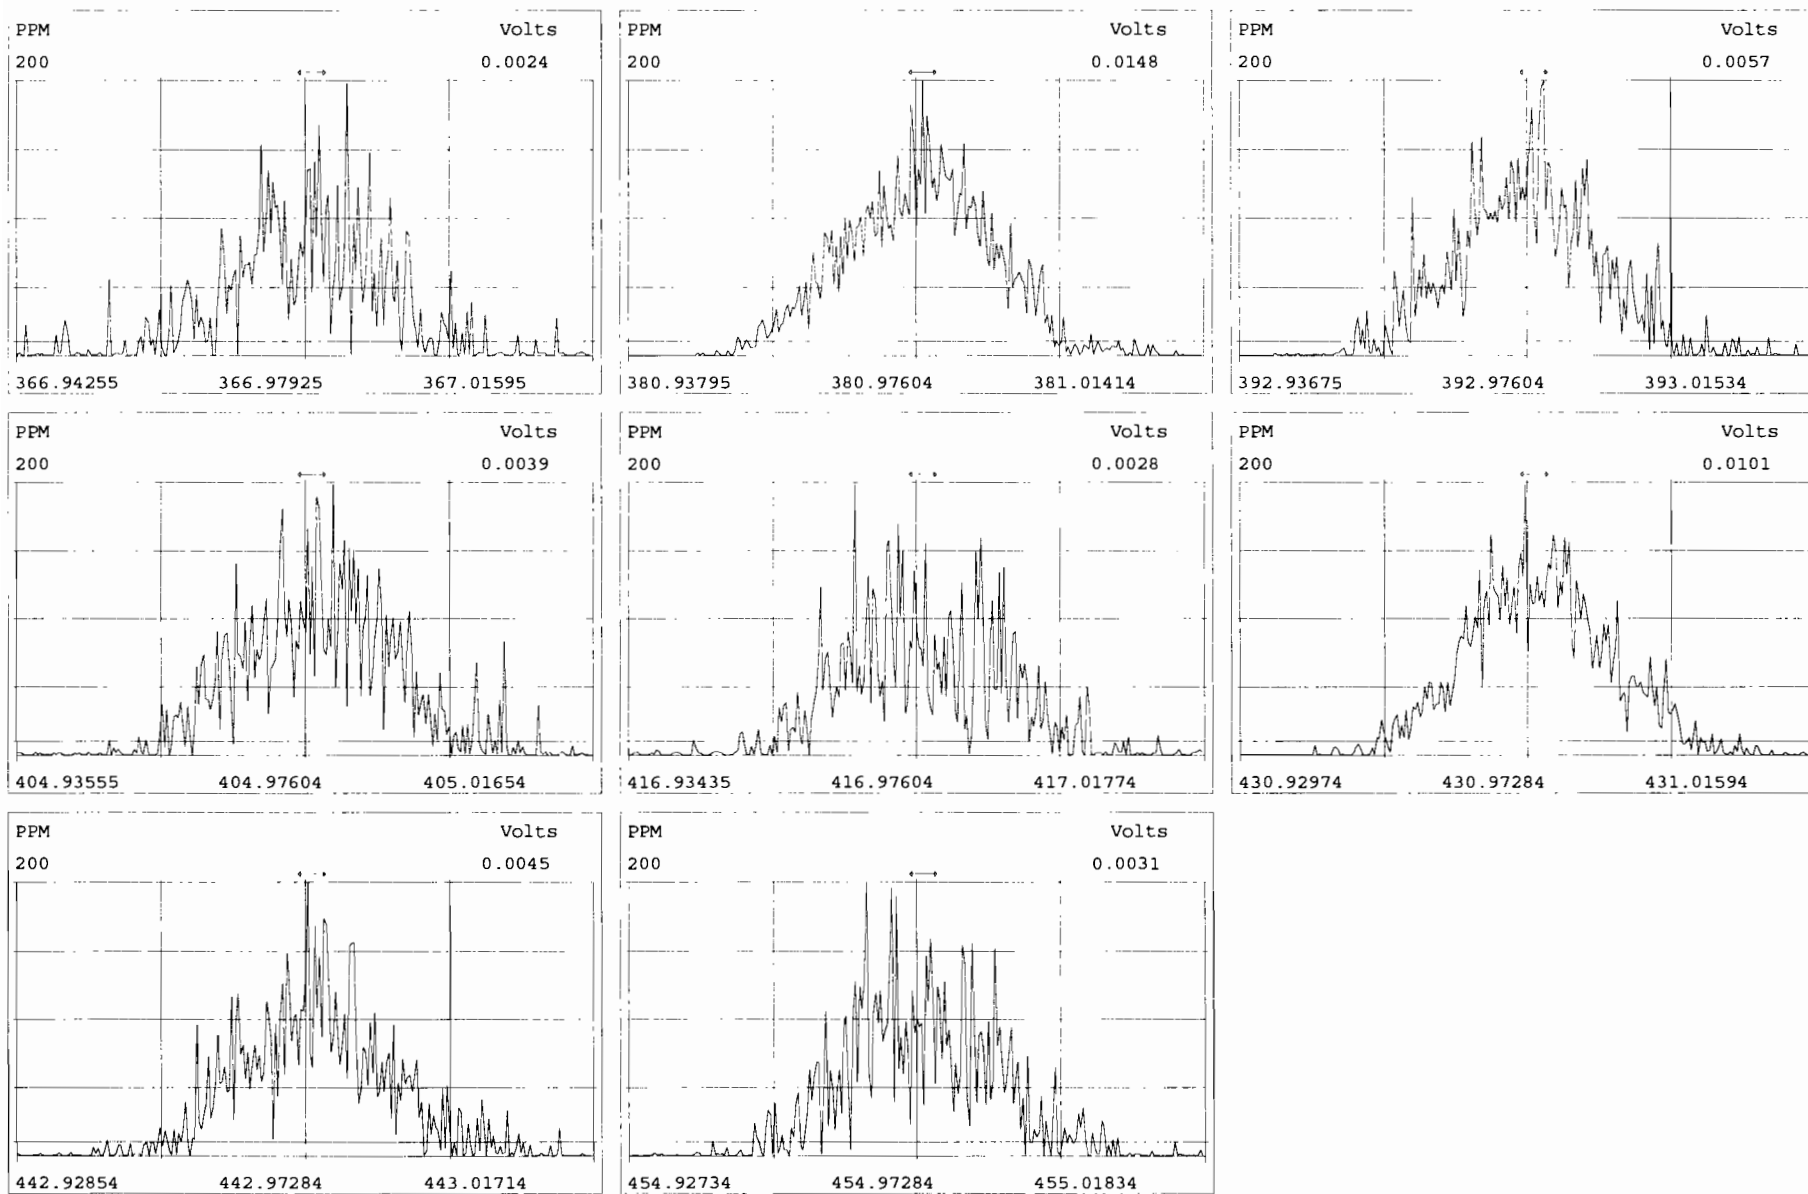 PPM Volts
200 0.0024
366.94255 366.97925 367.01595
PPM Volts
200 0.0148
380.93795 380.97604 381.01414
PPM Volts
200 0.0057
392.93675 392.97604 393.01534
PPM Volts
200 0.0039
404.93555 404.97604 405.01654
PPM Volts
200 0.0028
416.93435 416.97604 417.01774
PPM Volts
200 0.0101
430.92974 430.97284 431.01594
PPM Volts
200 0.0045
442.92854 442.97284 443.01714
PPM Volts
200 0.0031
454.92734 454.97284 455.01834